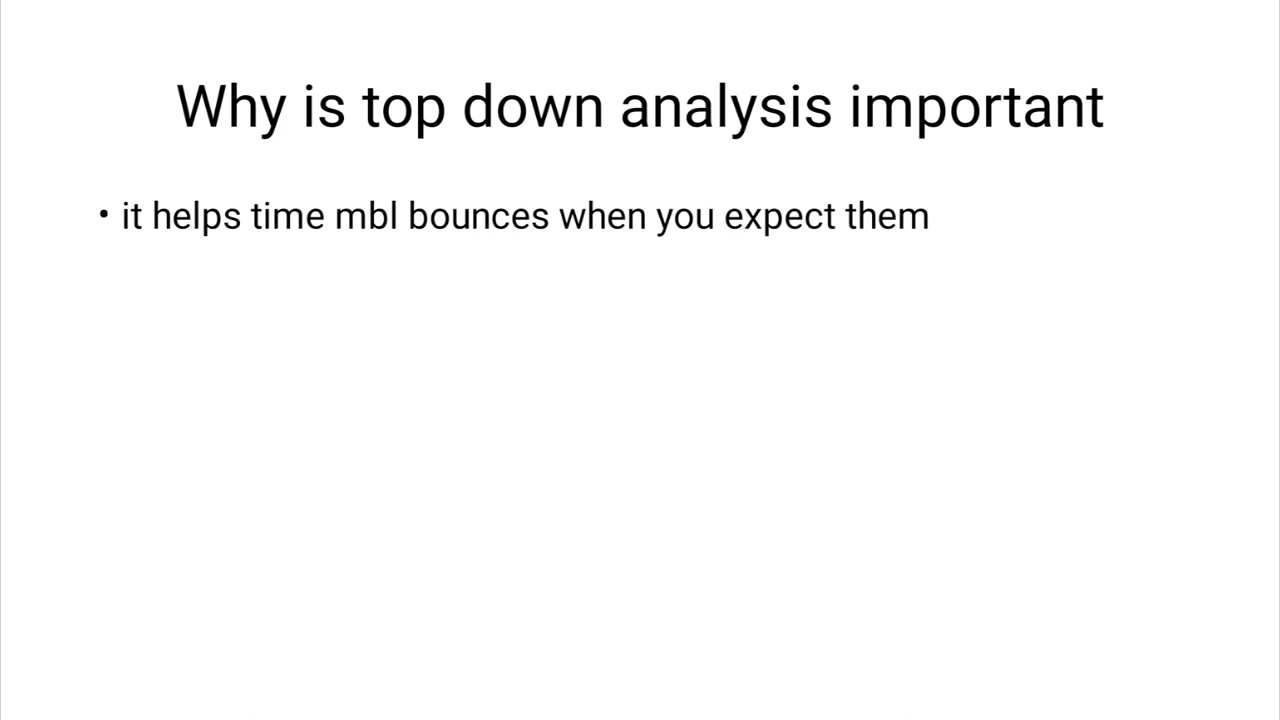 Why is top down analysis important
• it helps time mbl bounces when you expect them